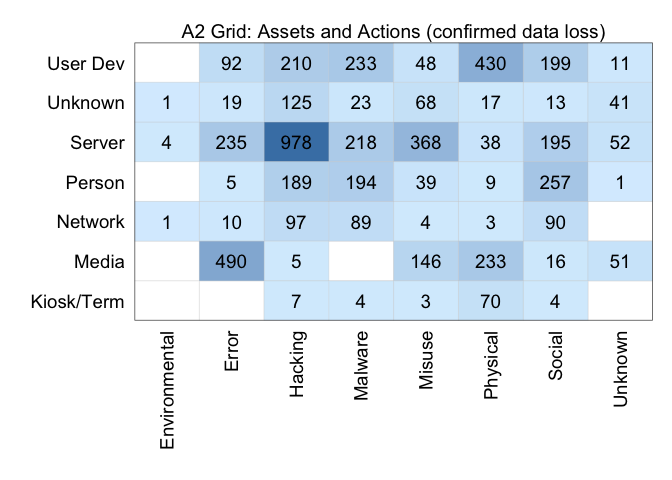 A2 Grid: Assets and Actions (confirmed data loss)
User Dev 92 210 233 48 430 199 11
Unknown 1 19 125 23 68 17 13 41
Server 4 235 978 218 368 38 195 52
Person 5 189 194 39 9 257 1
Network 1 10 97 89 4 3 90
Media 490 5 146 233 16 51
Kiosk/Term 7 4 3 70 4
Environmental Error Hacking Malware Misuse Physical Social Unknown